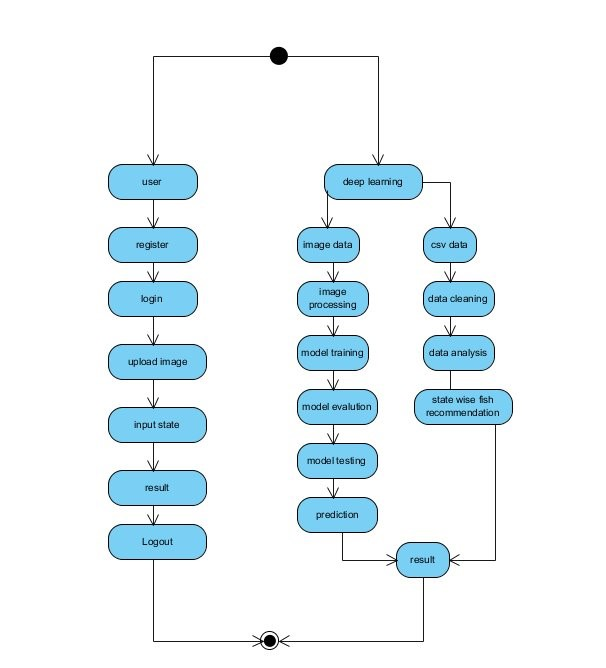 user
register
login
upload image
input state
result
Logout
deep learning
image data
image
processing
model training
model evalution
model testing
prediction
csv data
data cleaning
data analysis
state wise fish
recommendation
result